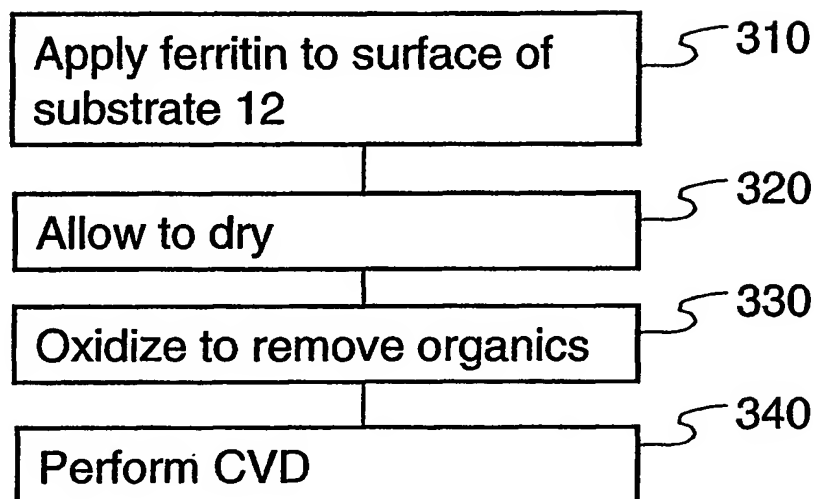 Apply ferritin to surface of
substrate 12
310
Allow to dry
320
Oxidize to remove organics
330
Perform CVD
340